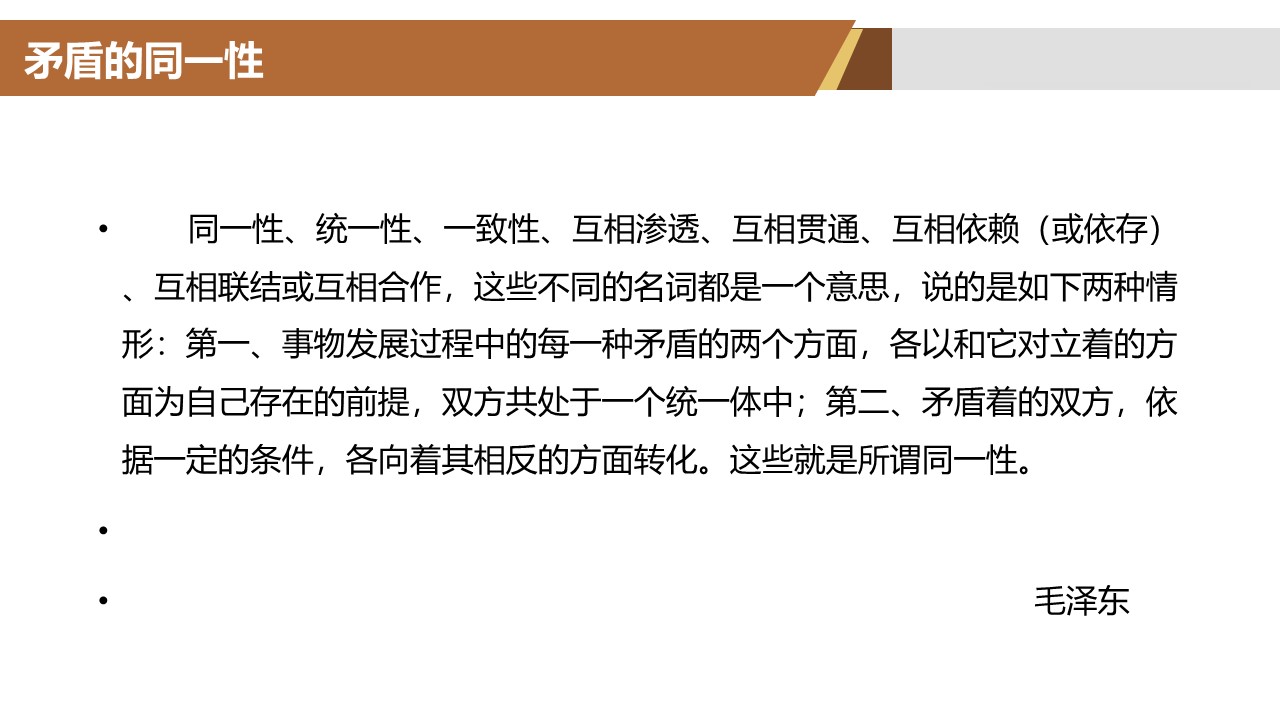 矛盾的同一性
• 同一性、统一性、一致性、互相渗透、互相贯通、互相依赖（或依存）
、互相联结或互相合作，这些不同的名词都是一个意思，说的是如下两种情
形：第一、事物发展过程中的每一种矛盾的两个方面，各以和它对立着的方
面为自己存在的前提，双方共处于一个统一体中；第二、矛盾着的双方，依
据一定的条件，各向着其相反的方面转化。这些就是所谓同一性。
•
• 毛泽东